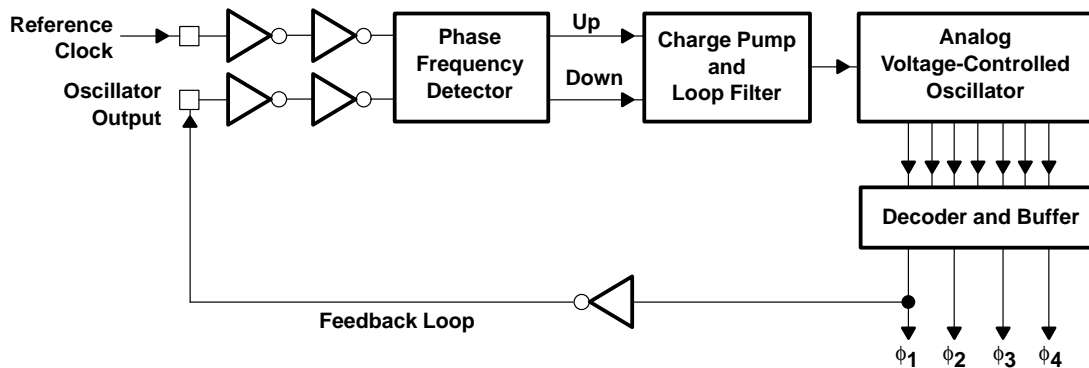 Reference
Clock
Oscillator
Output
Phase
Frequency
Detector
Up
Down
Charge Pump
and
Loop Filter
Analog
Voltage-Controlled
Oscillator
Decoder and Buffer
Feedback Loop
ϕ1 ϕ2 ϕ3 ϕ4